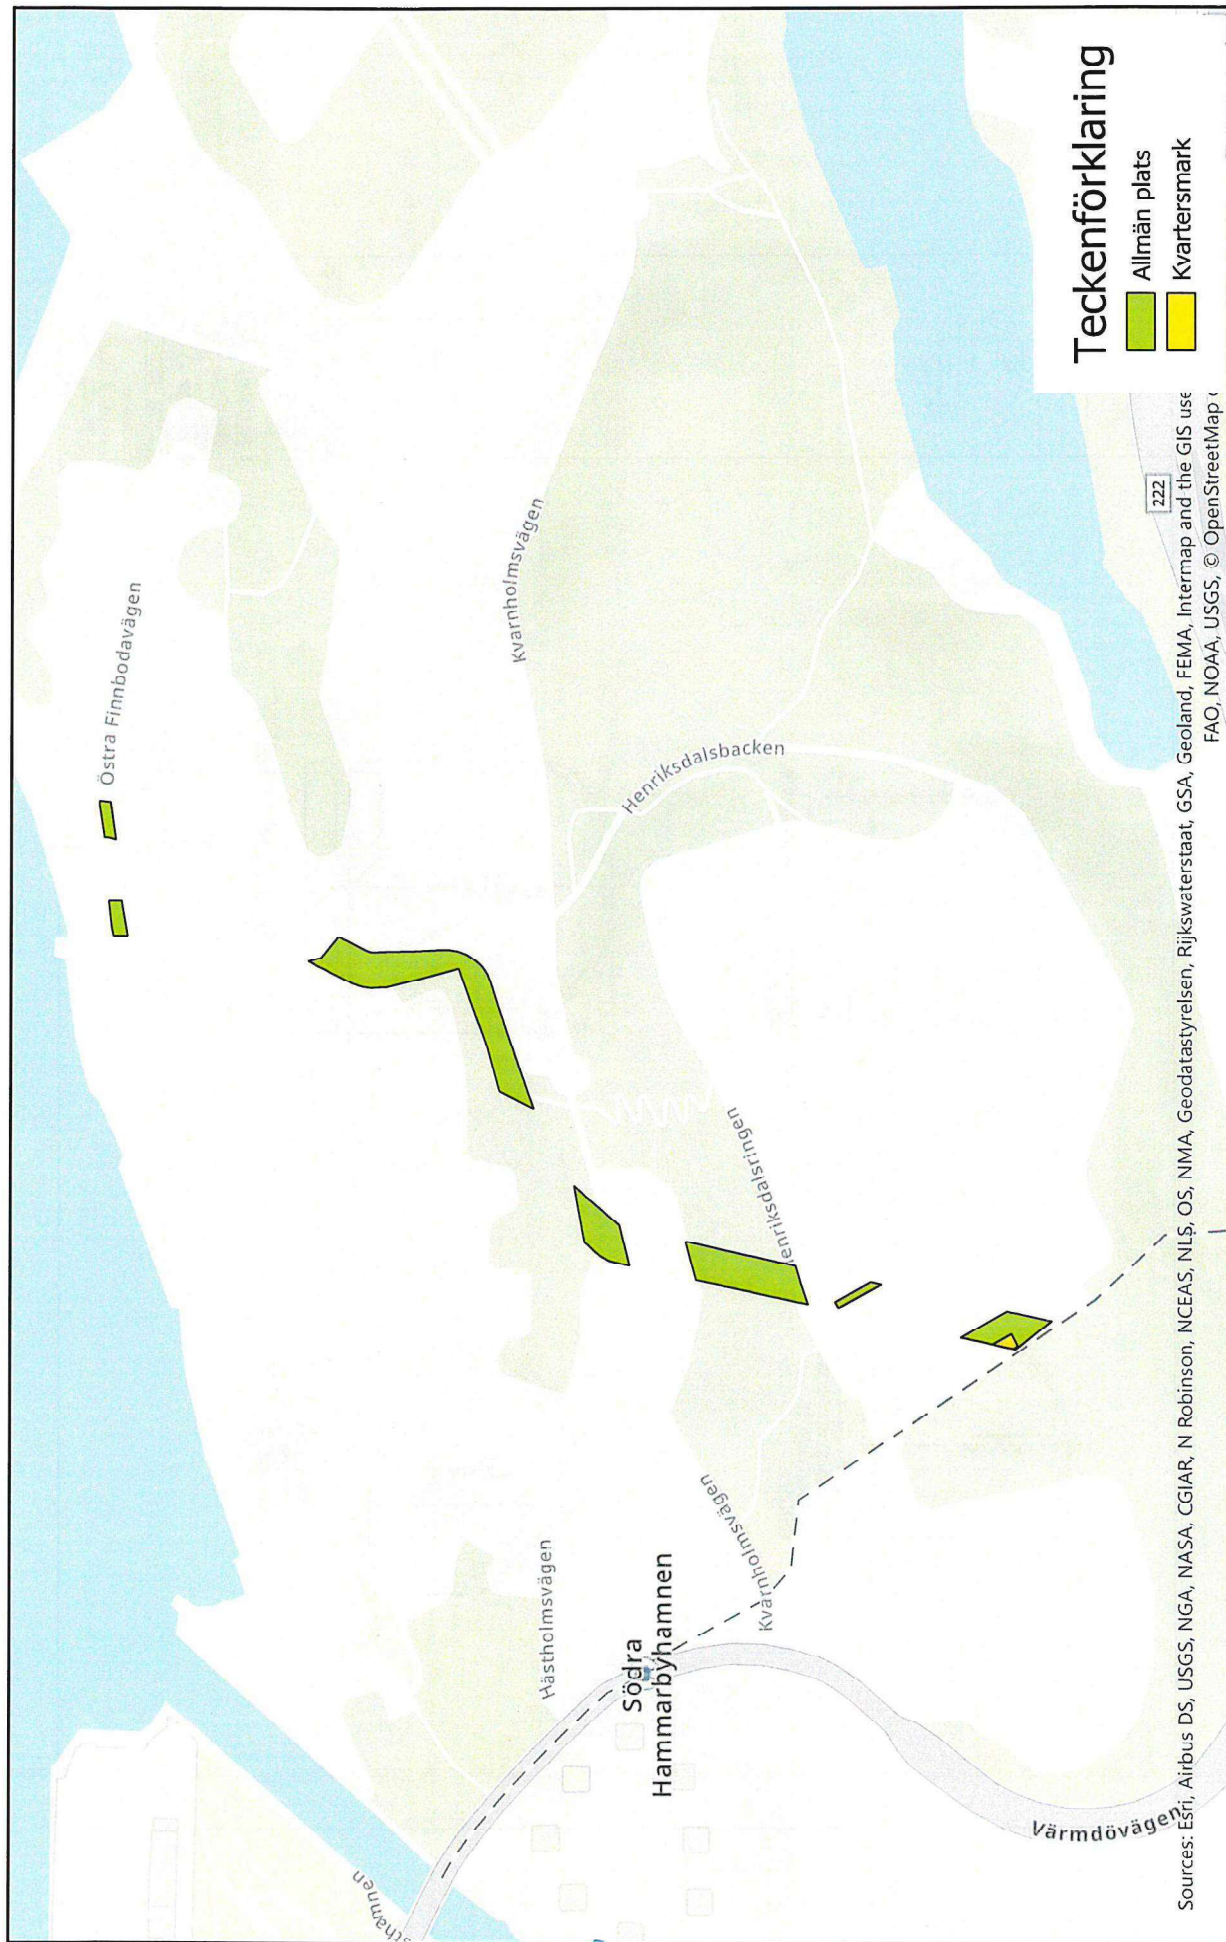 Teckenförklaring
Allmän plats
Kvartersmark
Östra Finnbodavägen
Kvarnholmsvägen
Henriksdalsbacken
222
enriksdalsringen
Kvarnholmsvägen
Hästholmsvägen
Södra
Hammarbyhamnen
Värmdövägen
sthamnen
Sources: Esri, Airbus DS, USGS, NGA, NASA, CGIAR, N Robinson, NCEAS, NLS, OS, NMA, Geodatastyrelsen, Rijkswaterstaat, GSA, Geoland, FEMA, Intermap and the GIS use
FAO, NOAA, USGS, © OpenStreetMap